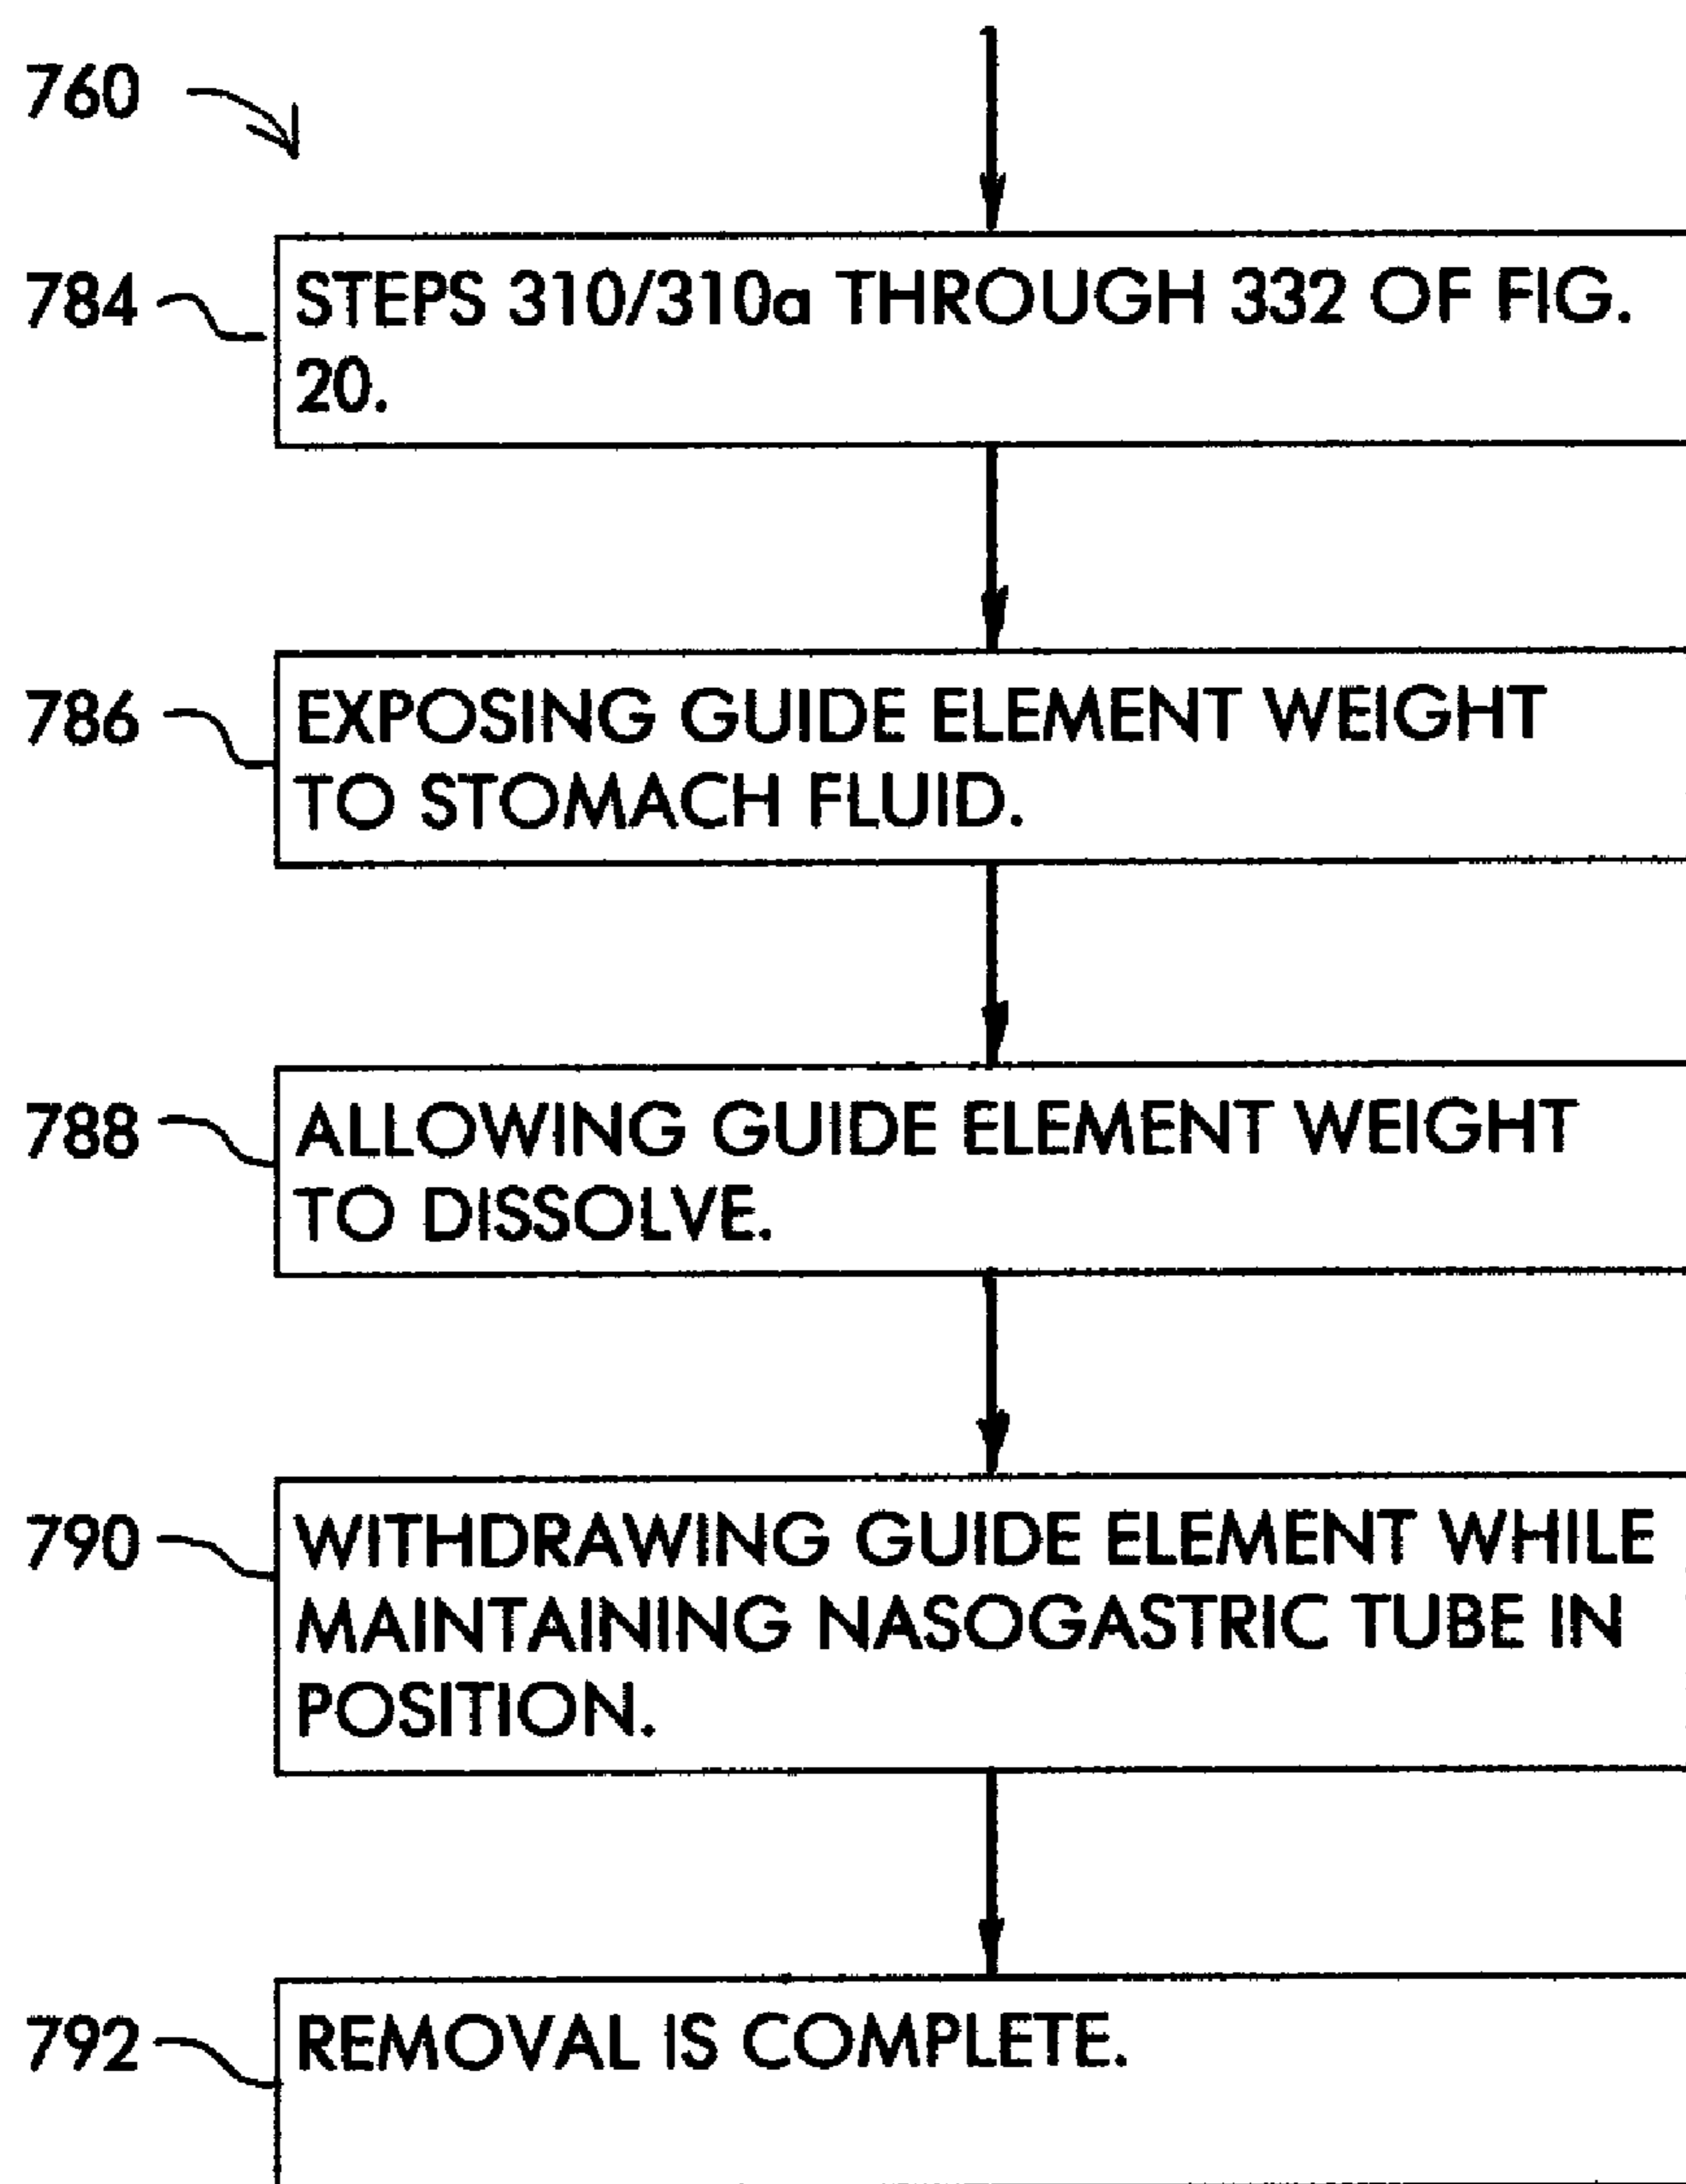 760
784
STEPS 310/310a THROUGH 332 OF FIG.
20.
786
EXPOSING GUIDE ELEMENT WEIGHT
TO STOMACH FLUID.
788
ALLOWING GUIDE ELEMENT WEIGHT
TO DISSOLVE.
790
WITHDRAWING GUIDE ELEMENT WHILE
MAINTAINING NASOGASTRIC TUBE IN
POSITION.
792
REMOVAL IS COMPLETE.